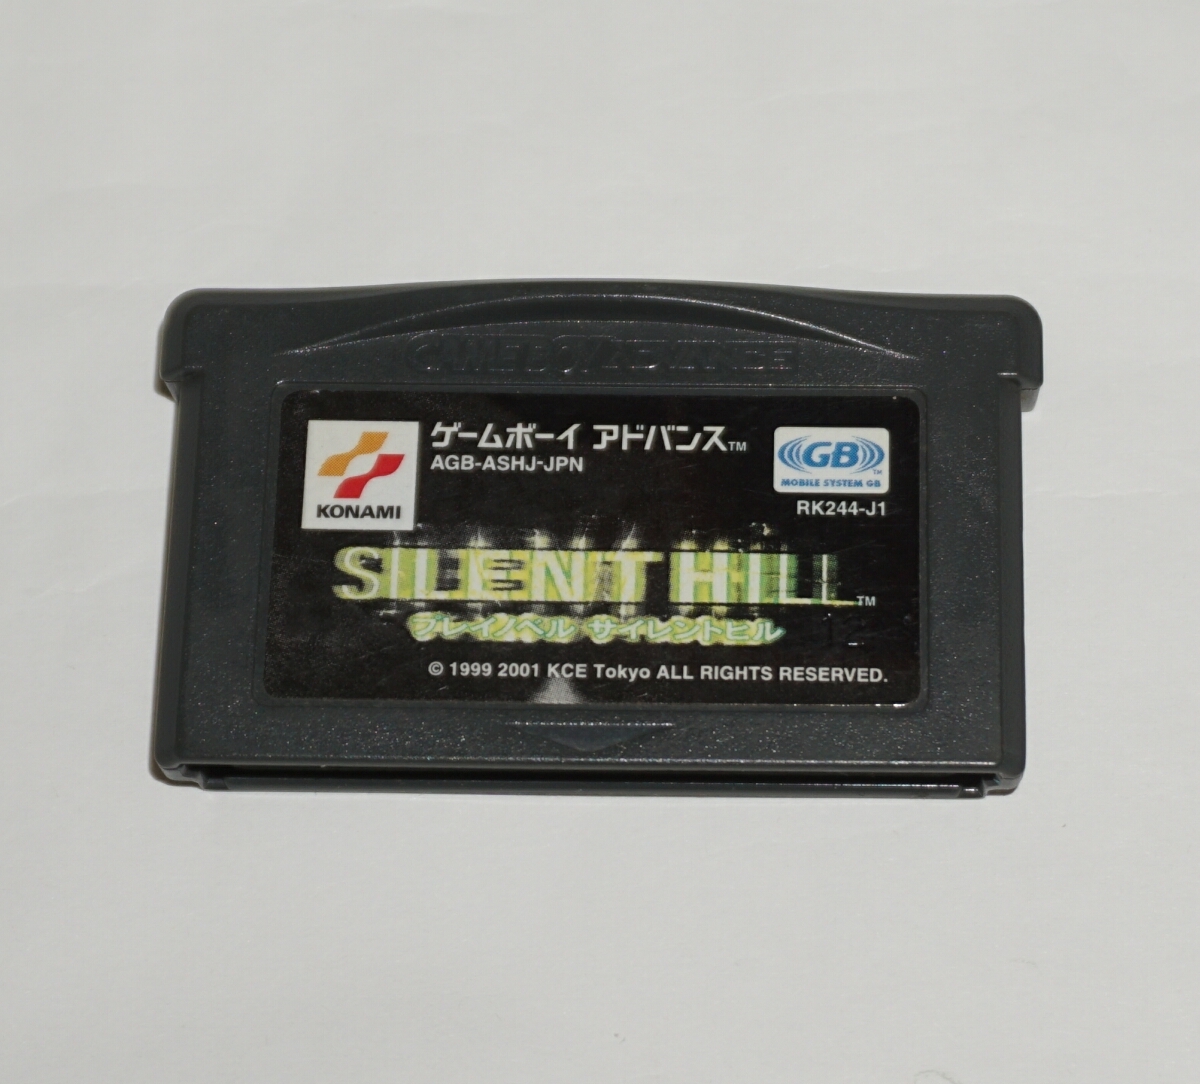 GAME BOY ADVANCE
KONAMI
ゲームボーイ アドバンス™
AGB-ASHJ-JPN
GB™
MOBILE SYSTEM GB
RK244-J1
SILENT HILL™
プレイノベル サイレントヒル
© 1999 2001 KCE Tokyo ALL RIGHTS RESERVED.